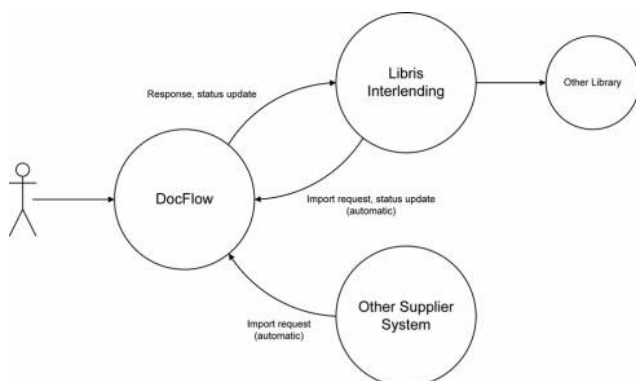 Libris
Interlending
Other Library
Response, status update
DocFlow
Import request, status update
(automatic)
Other Supplier
System
Import request
(automatic)